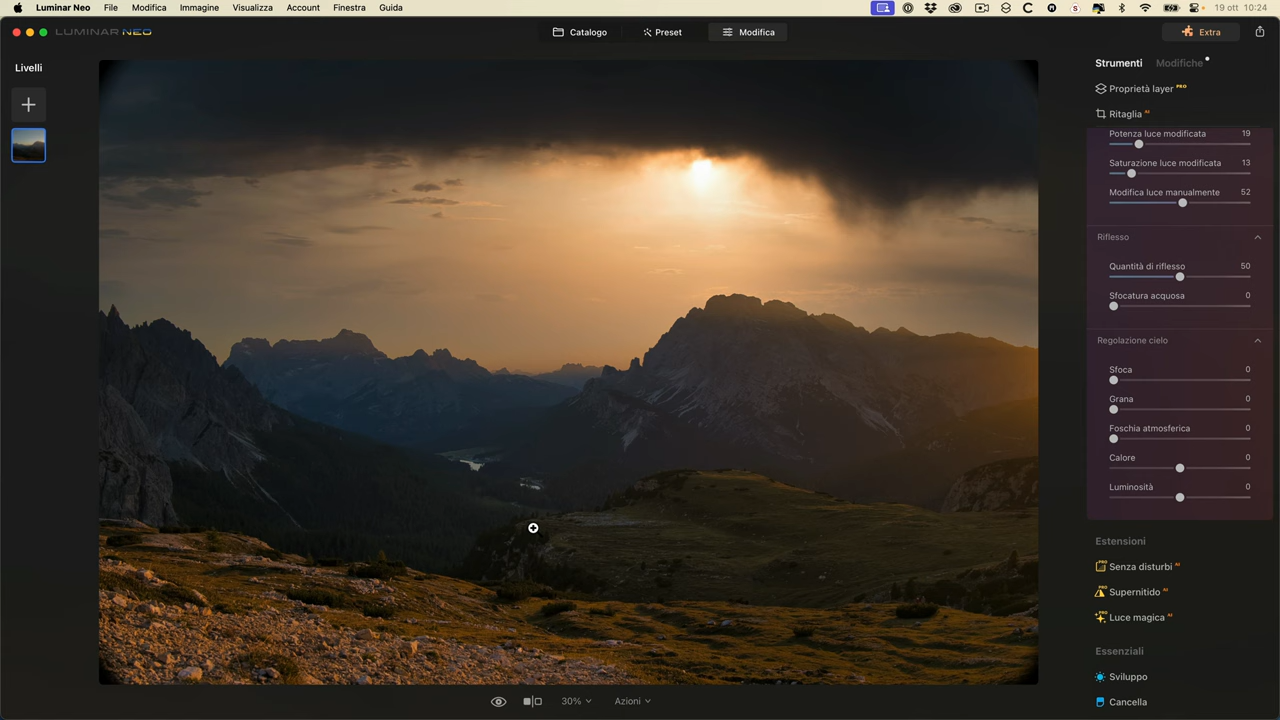 Luminar Neo File Modifica Immagine Visualizza Account Finestra Guida 19 ott 10:24
LUMINAR NEO Catalogo Preset Modifica Extra
Livelli
Strumenti Modifiche
Proprietà layer PRO
Ritaglia AI
Potenza luce modificata 19
Saturazione luce modificata 13
Modifica luce manualmente 52
Riflesso
Quantità di riflesso 50
Sfocatura acquosa 0
Regolazione cielo
Sfoca 0
Grana 0
Foschia atmosferica 0
Calore 0
Luminosità 0
Estensioni
PRO Senza disturbi AI
PRO Supernitido AI
PRO Luce magica AI
Essenziali
Sviluppo
Cancella
30% Azioni